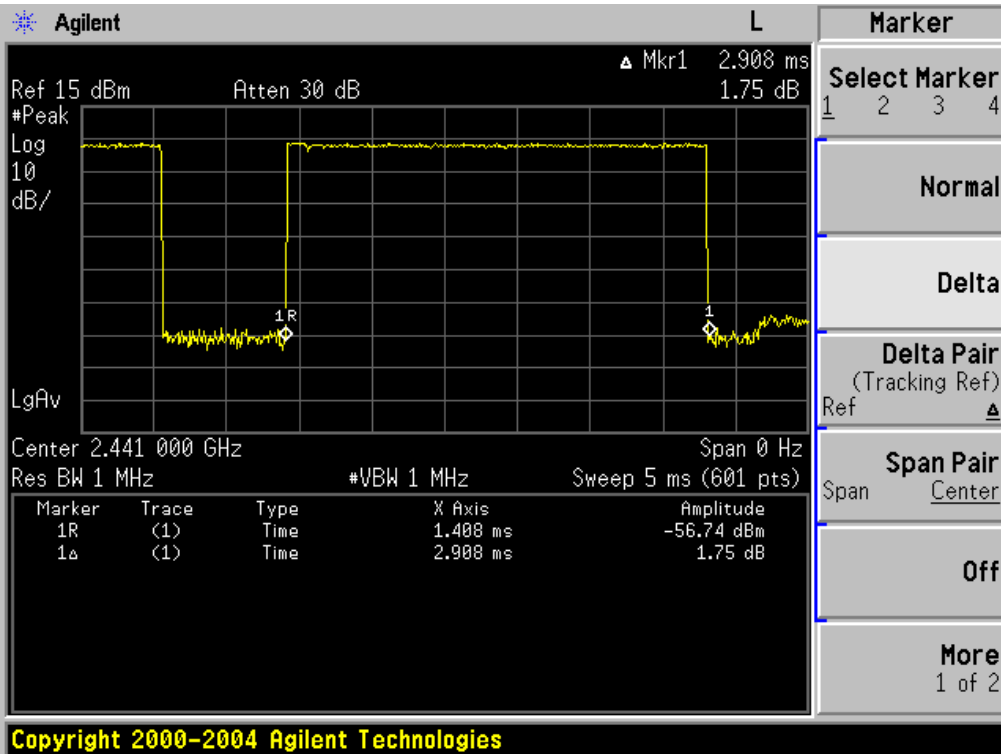 Agilent L
Δ Mkr1 2.908 ms
Ref 15 dBm Atten 30 dB 1.75 dB
#Peak
Log
10
dB/
1R
1
LgAv
Center 2.441 000 GHz Span 0 Hz
Res BW 1 MHz #VBW 1 MHz Sweep 5 ms (601 pts)
Marker Trace Type X Axis Amplitude
1R (1) Time 1.408 ms -56.74 dBm
1Δ (1) Time 2.908 ms 1.75 dB
Marker
Select Marker
1 2 3 4
Normal
Delta
Delta Pair
(Tracking Ref)
Ref Δ
Span Pair
Span Center
Off
More
1 of 2
Copyright 2000-2004 Agilent Technologies